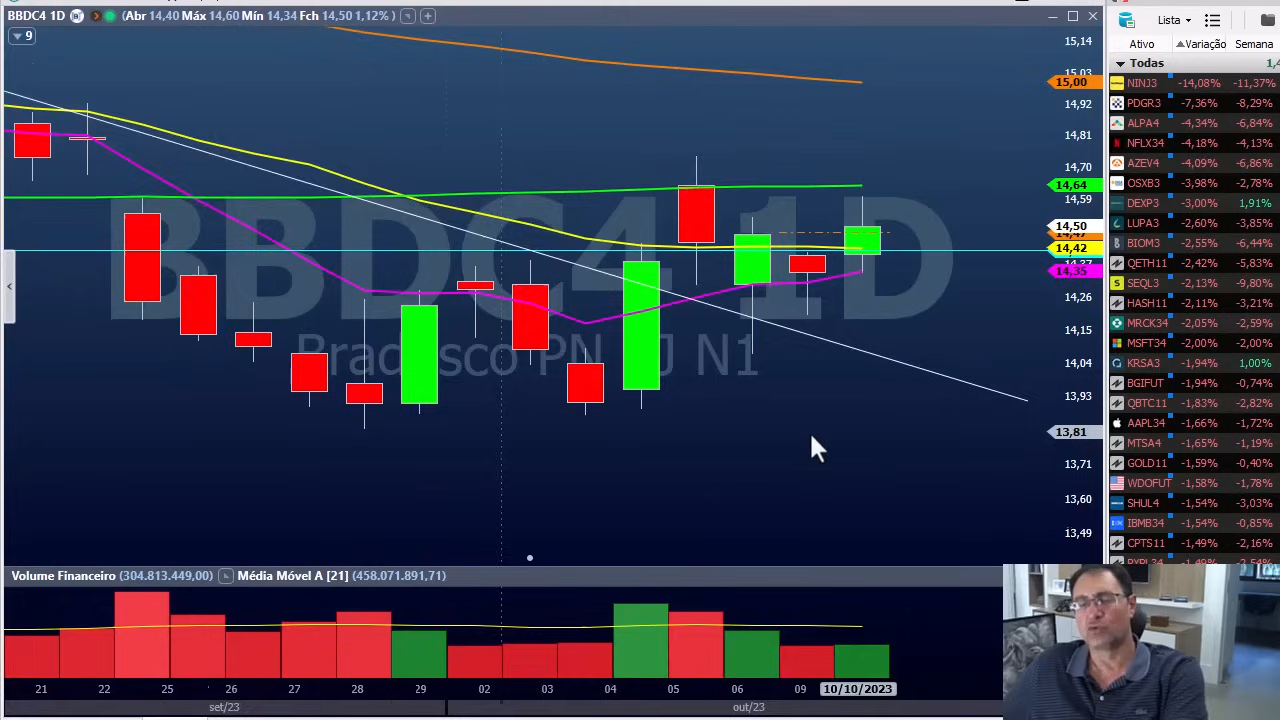 BBDC4 1D (Abr 14,40 Máx 14,60 Mín 14,34 Fch 14,50 1,12%)
9
BBDC4 1D
Bradesco PN N1
15,14
15,03
15,00
14,92
14,81
14,70
14,64
14,59
14,50
14,42
14,37
14,35
14,26
14,15
14,04
13,93
13,81
13,71
13,60
13,49
Volume Financeiro (304.813.449,00) Média Móvel A [21] (458.071.891,71)
21 22 25 26 27 28 29 02 03 04 05 06 09 10/10/2023
set/23 out/23
Lista
Ativo Variação Semana
Todas 1,4
NINJ3 -14,08% -11,37%
PDGR3 -7,36% -8,29%
ALPA4 -4,34% -6,84%
NFLX34 -4,18% -4,13%
AZEV4 -4,09% -6,86%
OSXB3 -3,98% -2,78%
DEXP3 -3,00% 1,91%
LUPA3 -2,60% -3,85%
BIOM3 -2,55% -6,44%
QETH11 -2,42% -5,83%
SEQL3 -2,13% -9,80%
HASH11 -2,11% -3,21%
MRCK34 -2,05% -2,59%
MSFT34 -2,00% -2,00%
KRSA3 -1,94% 1,00%
BGIFUT -1,94% -0,74%
QBTC11 -1,83% -2,82%
AAPL34 -1,66% -1,72%
MTSA4 -1,65% -1,19%
GOLD11 -1,59% -0,40%
WDOFUT -1,58% -1,78%
SHUL4 -1,54% -3,03%
IBMB34 -1,54% -0,85%
CPTS11 -1,49% -2,16%
PYPL34 -1,49% -2,54%